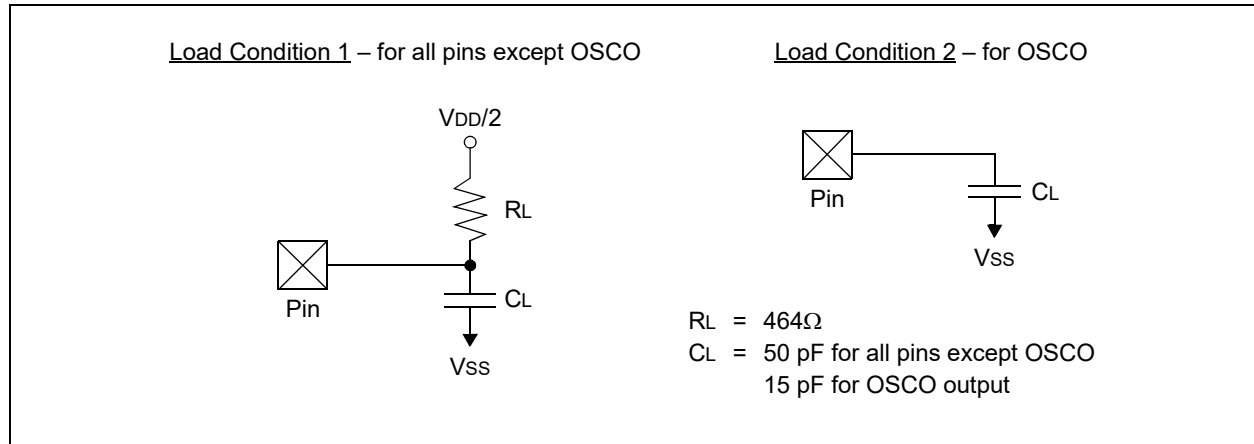 Load Condition 1 – for all pins except OSCO
VDD/2
RL
Pin
CL
VSS
Load Condition 2 – for OSCO
Pin
CL
VSS
RL = 464Ω
CL = 50 pF for all pins except OSCO
15 pF for OSCO output